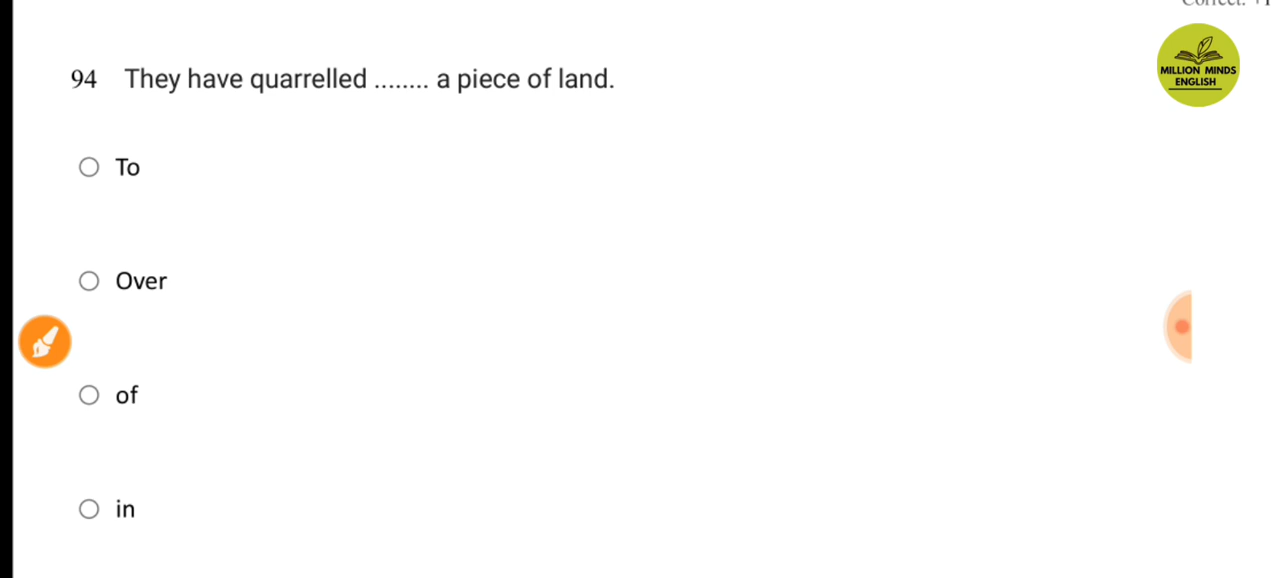 94 They have quarrelled ........ a piece of land.
MILLION MINDS
ENGLISH
To
Over
of
in